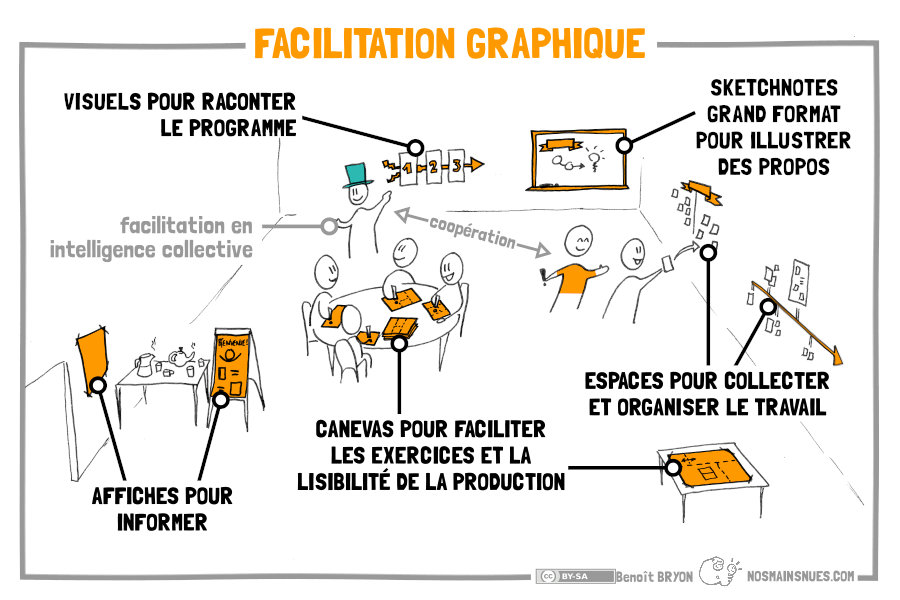 FACILITATION GRAPHIQUE
VISUELS POUR RACONTER
LE PROGRAMME
SKETCHNOTES
GRAND FORMAT
POUR ILLUSTRER
DES PROPOS
1 2 3
facilitation en
intelligence collective
coopération
BIENVENUE!
ESPACES POUR COLLECTER
ET ORGANISER LE TRAVAIL
CANEVAS POUR FACILITER
LES EXERCICES ET LA
LISIBILITÉ DE LA PRODUCTION
AFFICHES POUR
INFORMER
cc BY-SA Benoît BRYON NOSMAINSNUES.COM